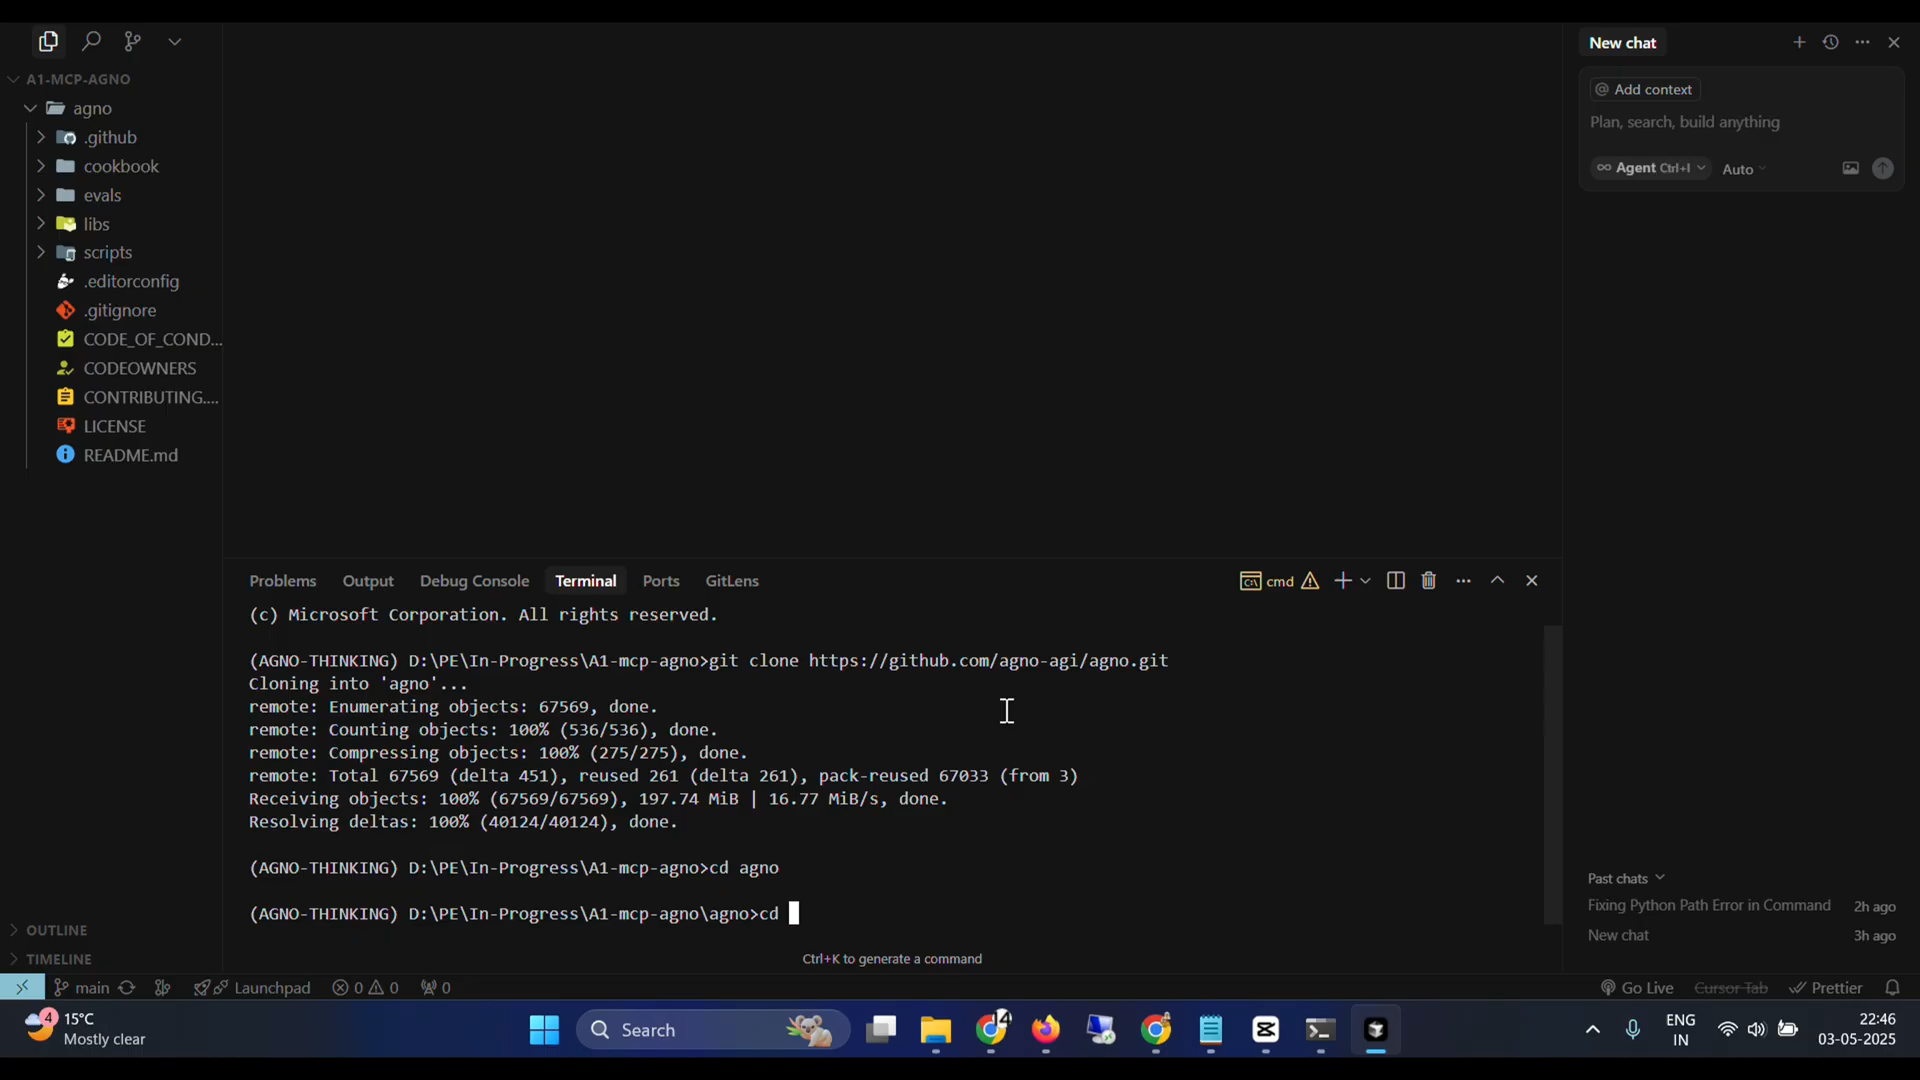 New chat
A1-MCP-AGNO
agno
.github
cookbook
evals
libs
scripts
.editorconfig
.gitignore
CODE_OF_COND...
CODEOWNERS
CONTRIBUTING....
LICENSE
README.md
OUTLINE
TIMELINE
@ Add context
Plan, search, build anything
∞ Agent Ctrl+I Auto
Problems Output Debug Console Terminal Ports GitLens
cmd
(c) Microsoft Corporation. All rights reserved.
(AGNO-THINKING) D:\PE\In-Progress\A1-mcp-agno>git clone https://github.com/agno-agi/agno.git
Cloning into 'agno'...
remote: Enumerating objects: 67569, done.
remote: Counting objects: 100% (536/536), done.
remote: Compressing objects: 100% (275/275), done.
remote: Total 67569 (delta 451), reused 261 (delta 261), pack-reused 67033 (from 3)
Receiving objects: 100% (67569/67569), 197.74 MiB | 16.77 MiB/s, done.
Resolving deltas: 100% (40124/40124), done.
(AGNO-THINKING) D:\PE\In-Progress\A1-mcp-agno>cd agno
(AGNO-THINKING) D:\PE\In-Progress\A1-mcp-agno\agno>cd
Ctrl+K to generate a command
Past chats
Fixing Python Path Error in Command 2h ago
New chat 3h ago
main Launchpad 0 0 0
Go Live Cursor Tab Prettier
4
15°C
Mostly clear
Search
4
ENG
IN
22:46
03-05-2025